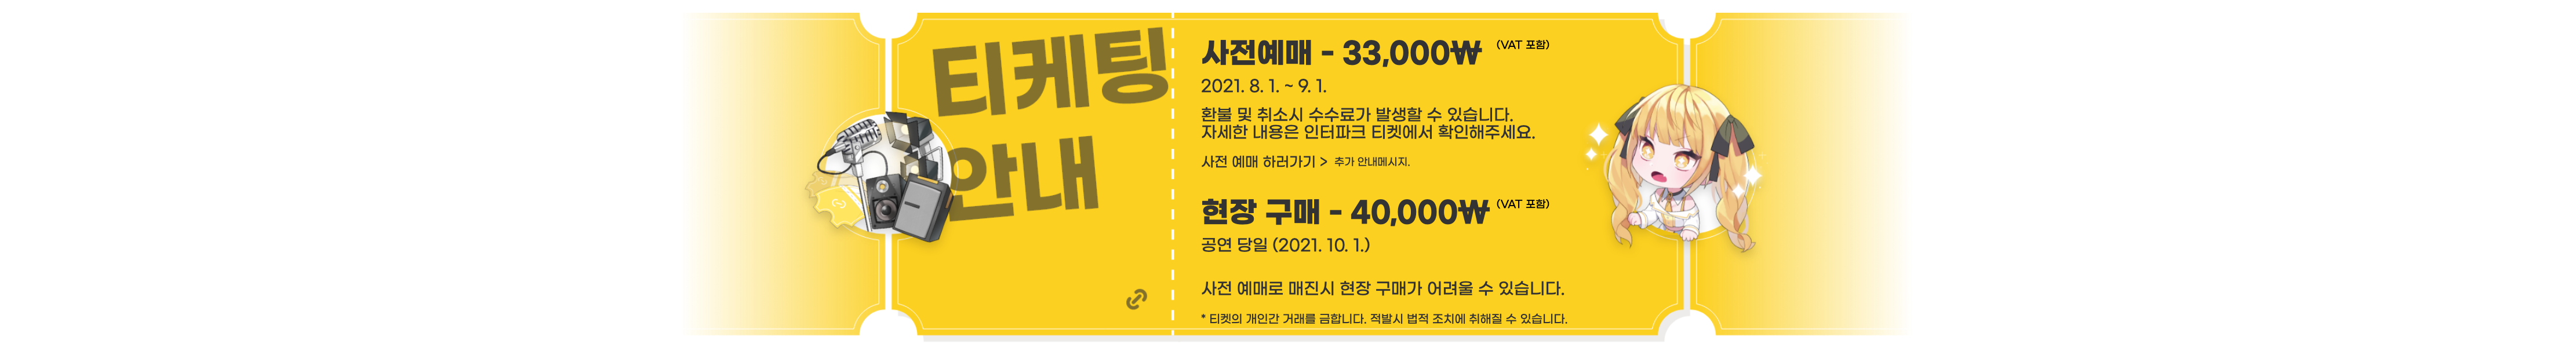 티케팅
안내
사전예매 - 33,000₩ (VAT 포함)
2021. 8. 1. ~ 9. 1.
환불 및 취소시 수수료가 발생할 수 있습니다.
자세한 내용은 인터파크 티켓에서 확인해주세요.
사전 예매 하러가기 > 추가 안내메시지.
현장 구매 - 40,000₩ (VAT 포함)
공연 당일 (2021. 10. 1.)
사전 예매로 매진시 현장 구매가 어려울 수 있습니다.
* 티켓의 개인간 거래를 금합니다. 적발시 법적 조치에 취해질 수 있습니다.